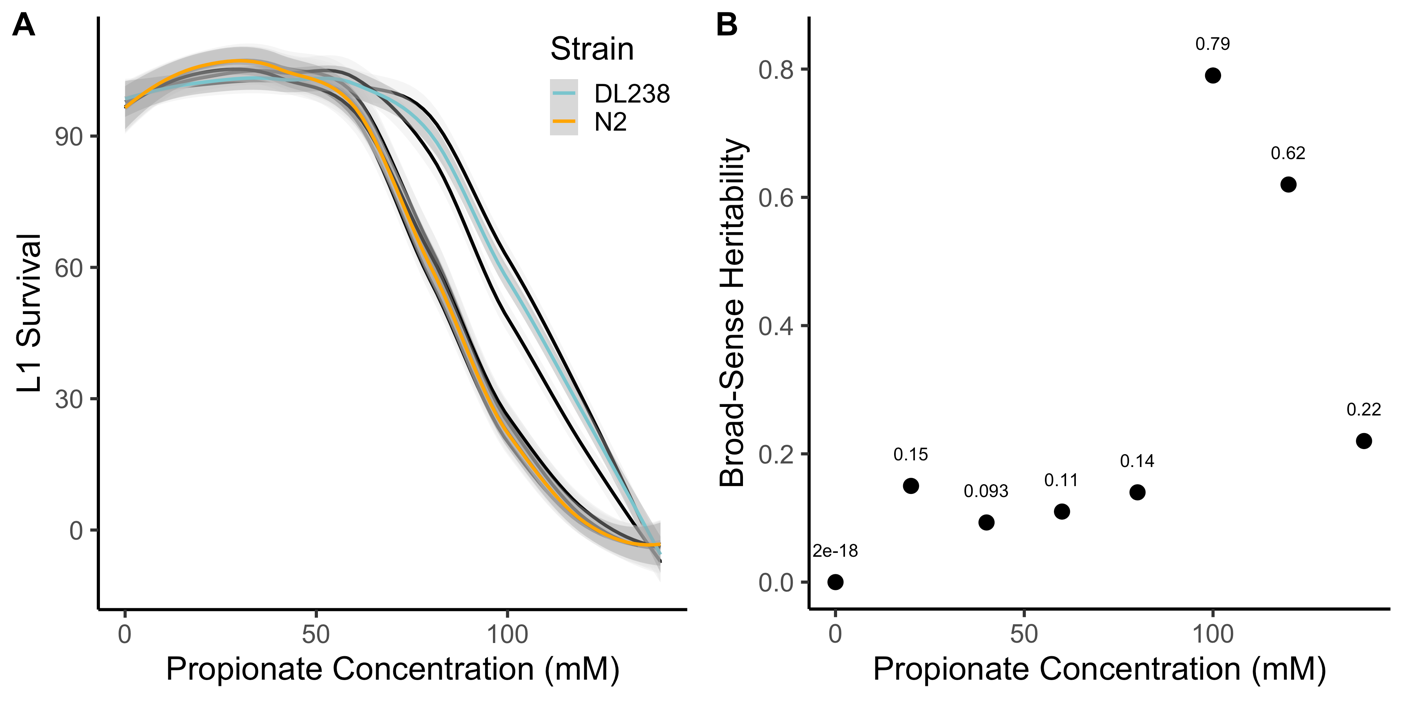 A
Strain
DL238
N2
L1 Survival
90
60
30
0
0
50
100
Propionate Concentration (mM)
B
Broad-Sense Heritability
0.8
0.6
0.4
0.2
0.0
2e-18
0.15
0.093
0.11
0.14
0.79
0.62
0.22
0
50
100
Propionate Concentration (mM)